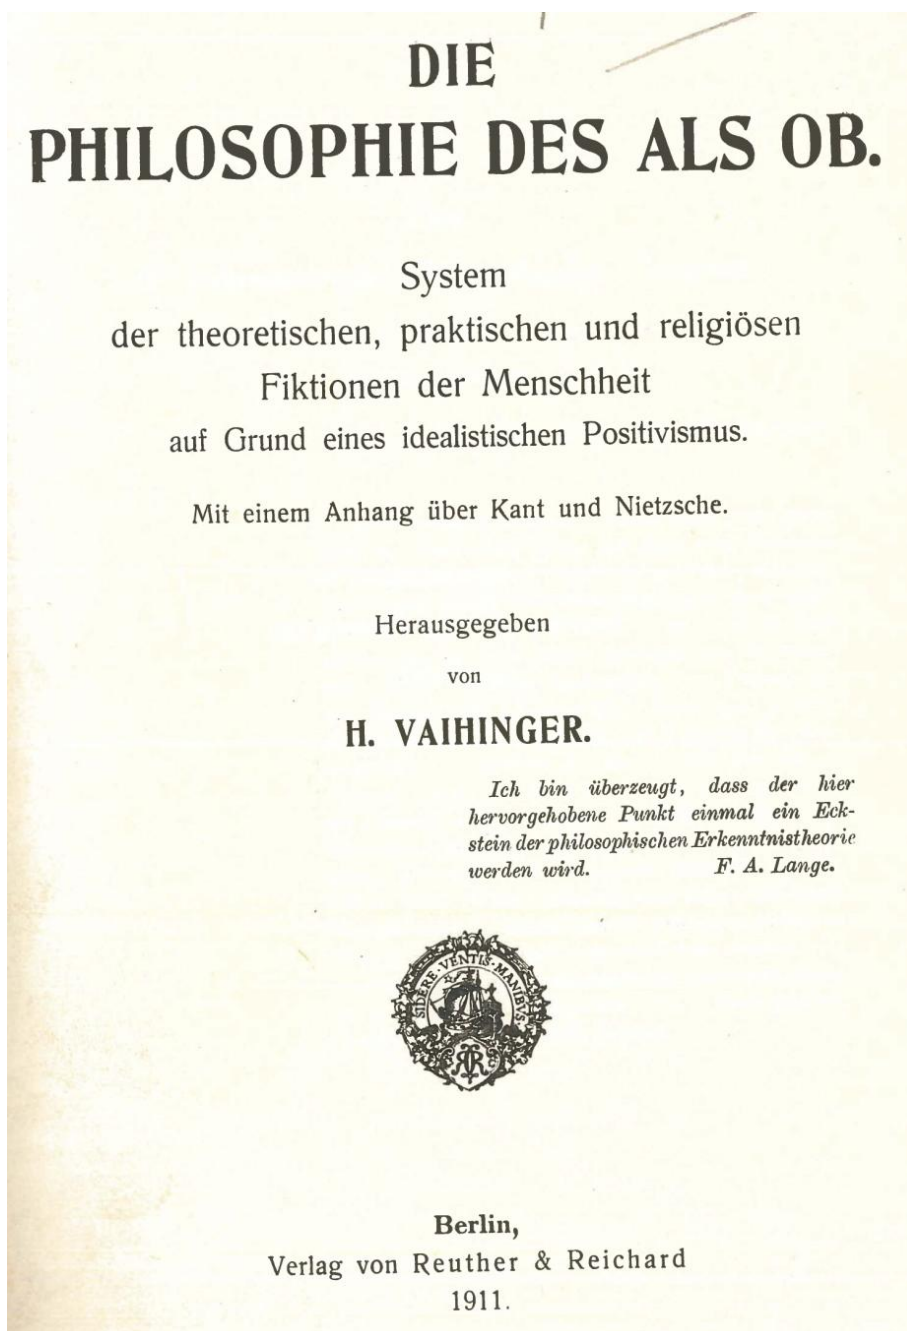 DIE
PHILOSOPHIE DES ALS OB.
System
der theoretischen, praktischen und religiösen
Fiktionen der Menschheit
auf Grund eines idealistischen Positivismus.
Mit einem Anhang über Kant und Nietzsche.
Herausgegeben
von
H. VAIHINGER.
Ich bin überzeugt, dass der hier
hervorgehobene Punkt einmal ein Eck-
stein der philosophischen Erkenntnistheorie
werden wird. F. A. Lange.
SIDERE·VENTIS·MANIBVS·
RR
Berlin,
Verlag von Reuther & Reichard
1911.